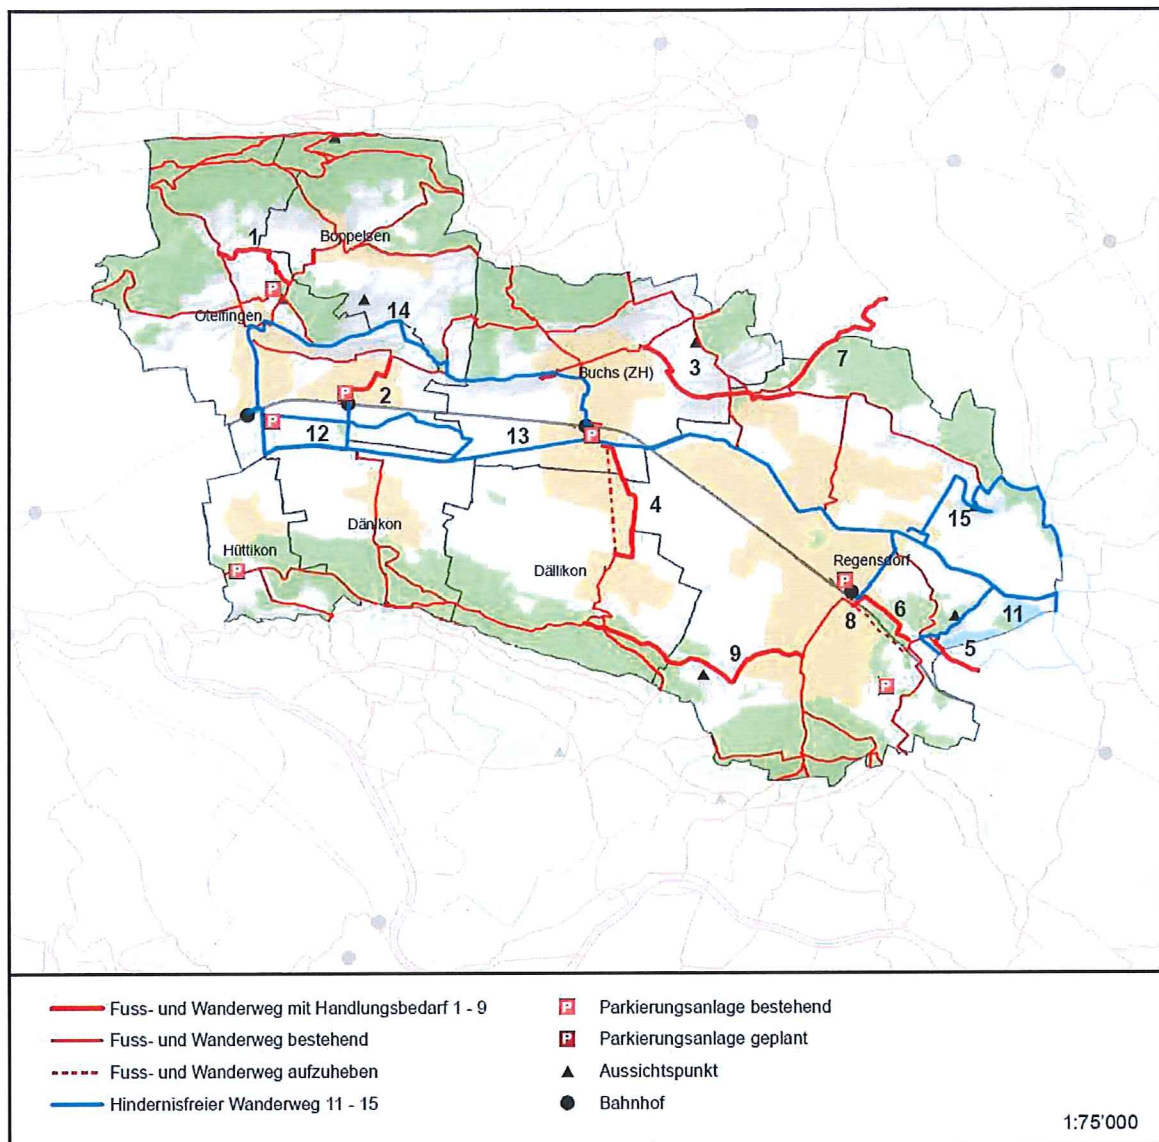 Boppelsen
1
P
Otelfingen
14
7
3
Buchs (ZH)
P
2
P
12
13
P
4
15
Dänikon
Hüttikon
P
Dällikon
Regensdorf
P
6
11
8
9
5
P
Fuss- und Wanderweg mit Handlungsbedarf 1 - 9
Fuss- und Wanderweg bestehend
Fuss- und Wanderweg aufzuheben
Hindernisfreier Wanderweg 11 - 15
P Parkierungsanlage bestehend
P Parkierungsanlage geplant
Aussichtspunkt
Bahnhof
1:75'000